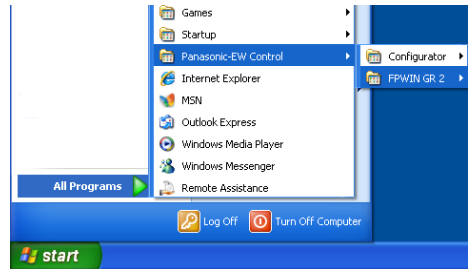 Games
Startup
Panasonic-EW Control
Configurator
Internet Explorer
FPWIN GR 2
MSN
Outlook Express
Windows Media Player
Windows Messenger
All Programs
Remote Assistance
Log Off
Turn Off Computer
start